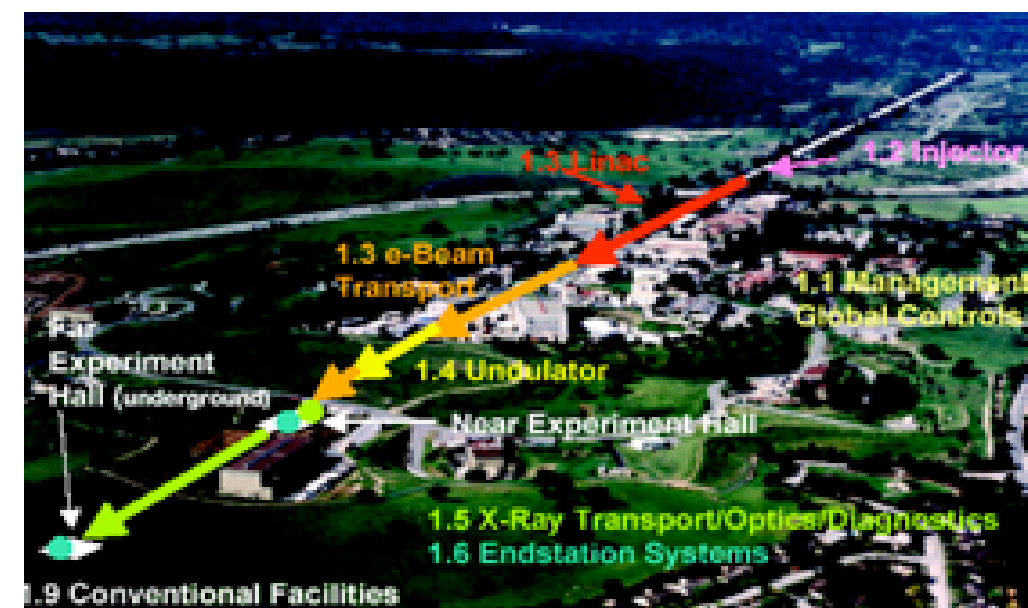 1.2 Injector
1.3 Linac
1.3 e-Beam
Transport
1.1 Management
Global Controls
Far
Experiment
Hall (underground)
1.4 Undulator
Near Experiment Hall
1.5 X-Ray Transport/Optics/Diagnostics
1.6 Endstation Systems
1.9 Conventional Facilities